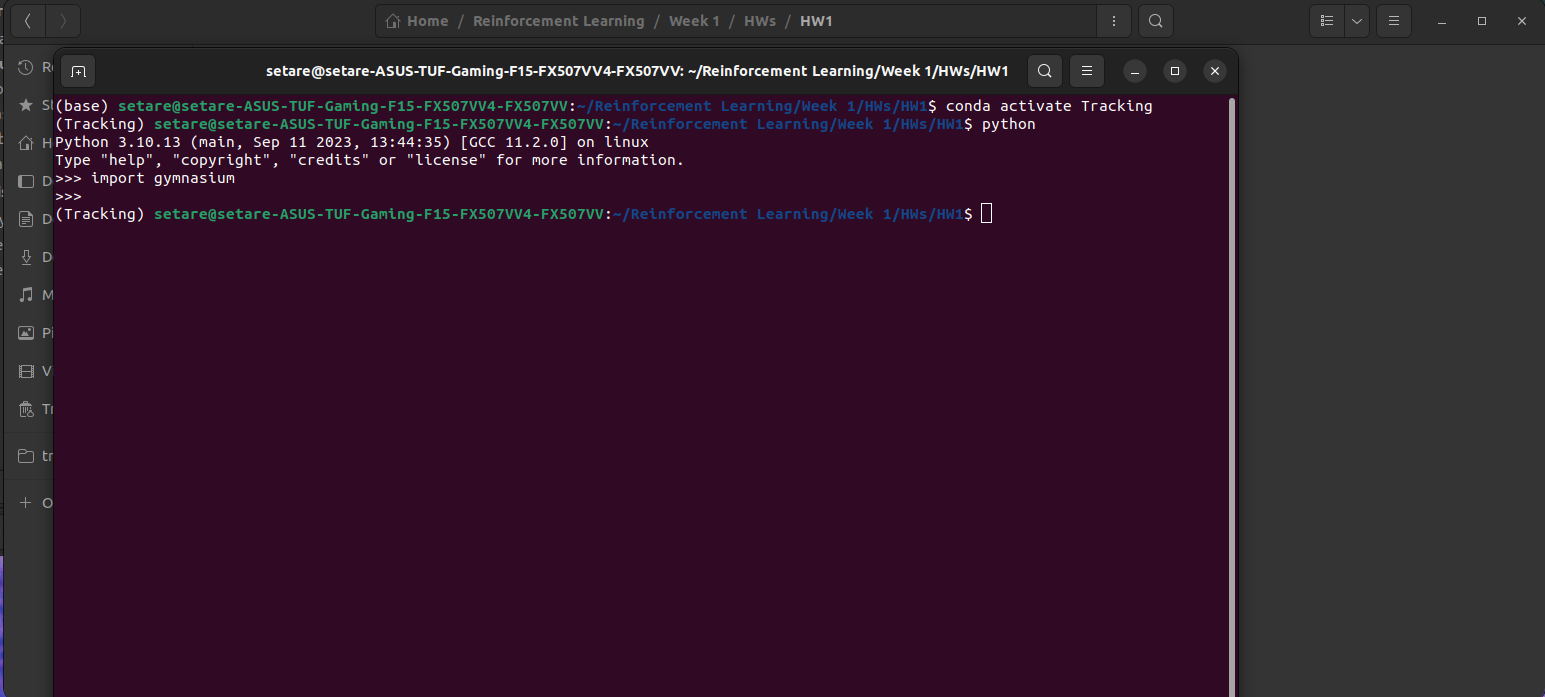 Home / Reinforcement Learning / Week 1 / HWs / HW1
setare@setare-ASUS-TUF-Gaming-F15-FX507VV4-FX507VV: ~/Reinforcement Learning/Week 1/HWs/HW1
(base) setare@setare-ASUS-TUF-Gaming-F15-FX507VV4-FX507VV:~/Reinforcement Learning/Week 1/HWs/HW1$ conda activate Tracking
(Tracking) setare@setare-ASUS-TUF-Gaming-F15-FX507VV4-FX507VV:~/Reinforcement Learning/Week 1/HWs/HW1$ python
Python 3.10.13 (main, Sep 11 2023, 13:44:35) [GCC 11.2.0] on linux
Type "help", "copyright", "credits" or "license" for more information.
>>> import gymnasium
>>>
(Tracking) setare@setare-ASUS-TUF-Gaming-F15-FX507VV4-FX507VV:~/Reinforcement Learning/Week 1/HWs/HW1$